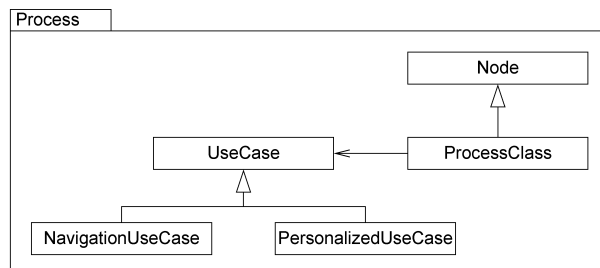 Process
Node
UseCase
ProcessClass
NavigationUseCase
PersonalizedUseCase